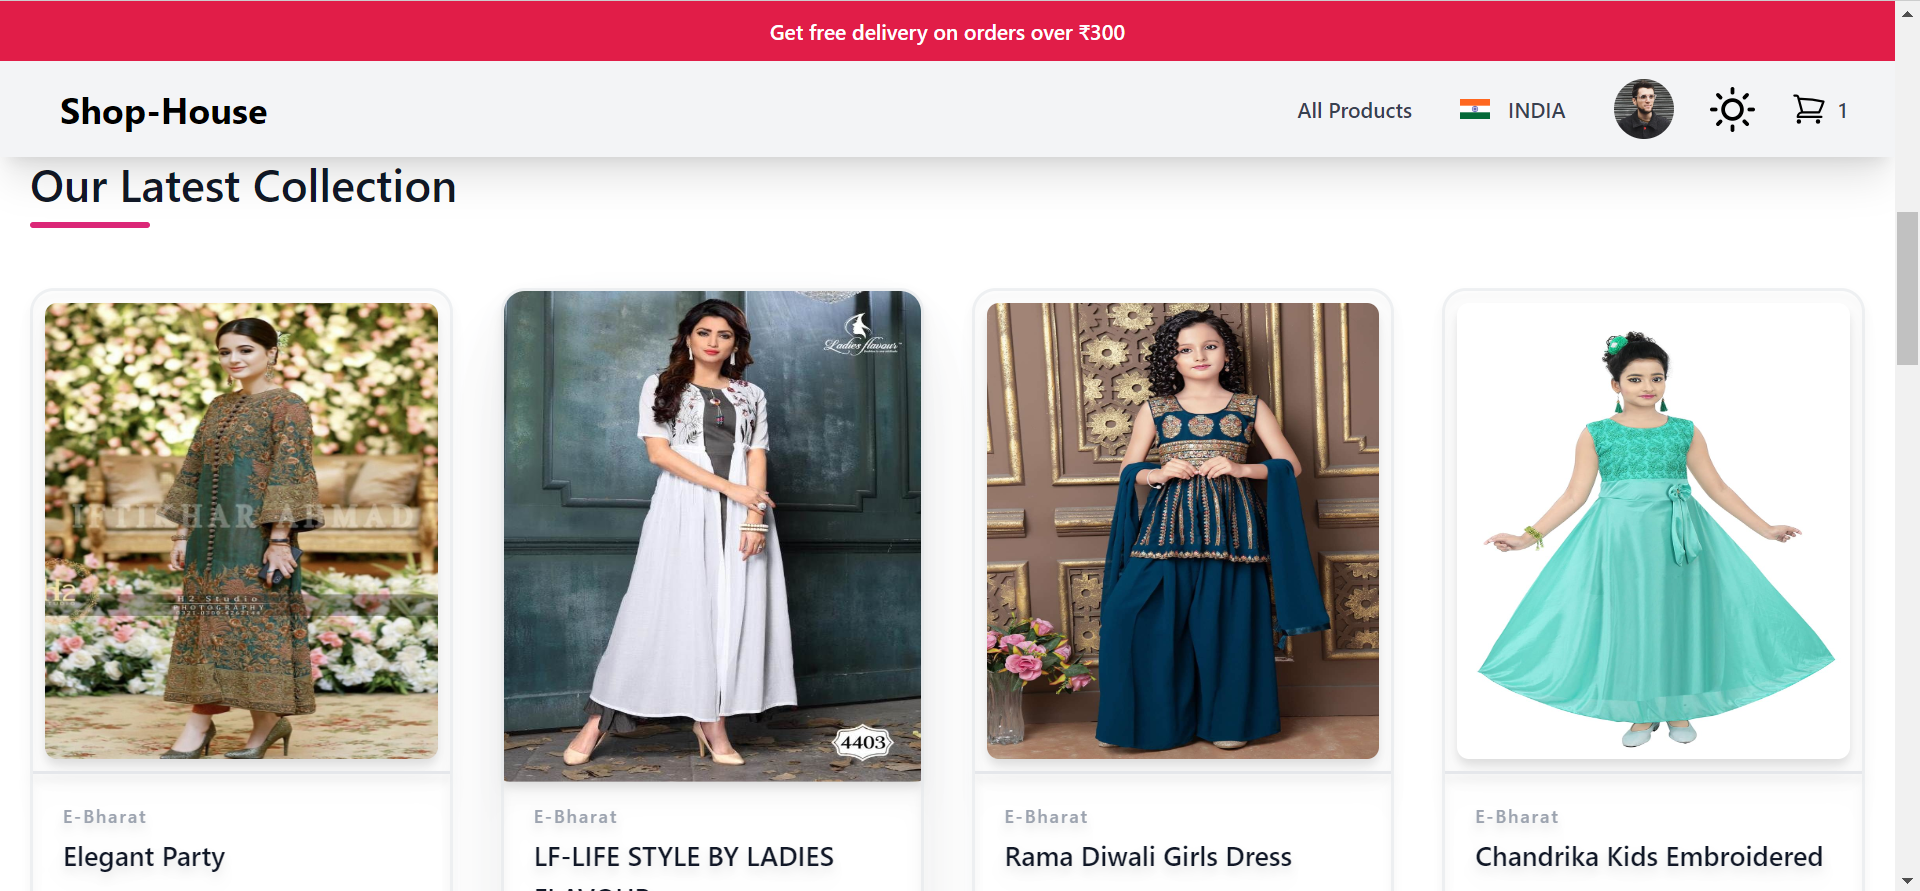 Get free delivery on orders over ₹300
Shop-House
All Products
INDIA
1
Our Latest Collection
IFTIKHAR AHMAD
H2 Studio
PHOTOGRAPHY
Ladies flavour
4403
E-Bharat
Elegant Party
E-Bharat
LF-LIFE STYLE BY LADIES
E-Bharat
Rama Diwali Girls Dress
E-Bharat
Chandrika Kids Embroidered